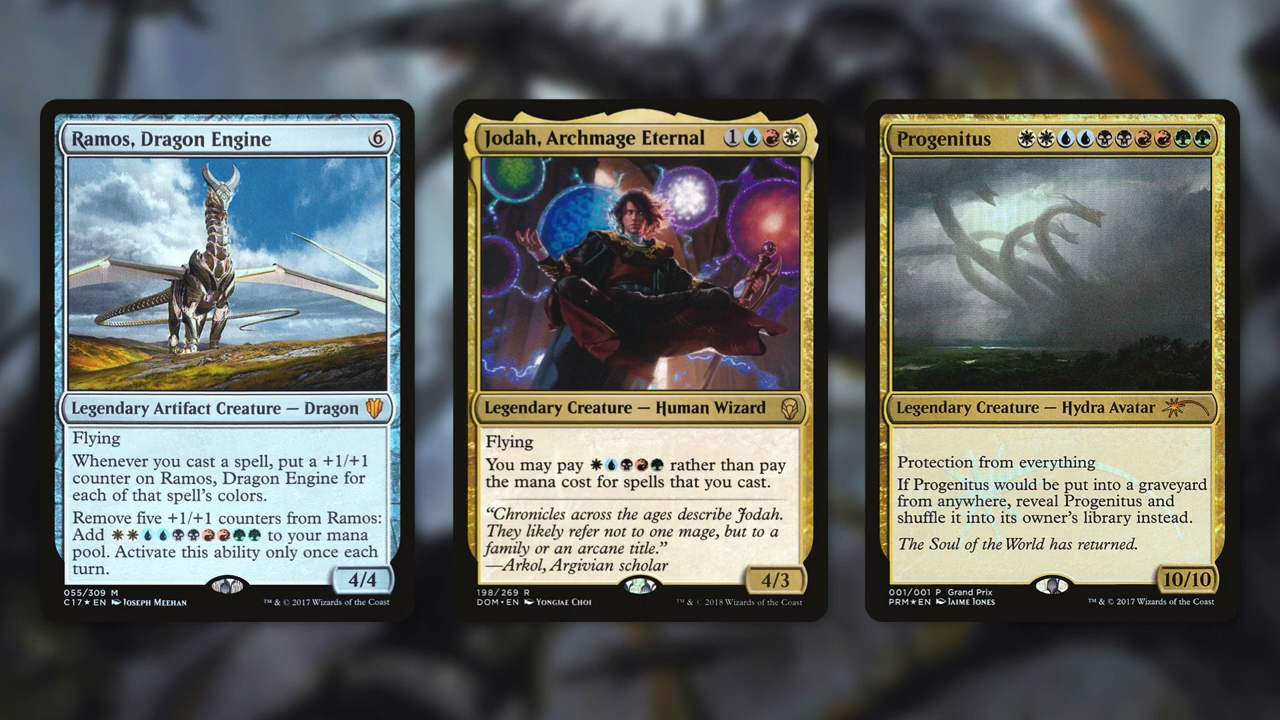 Ramos, Dragon Engine 6
Legendary Artifact Creature — Dragon
Flying
Whenever you cast a spell, put a +1/+1
counter on Ramos, Dragon Engine for
each of that spell's colors.
Remove five +1/+1 counters from Ramos:
Add to your mana
pool. Activate this ability only once each
turn.
4/4
055/309 M
C17★EN Joseph Meehan
™ & © 2017 Wizards of the Coast
Jodah, Archmage Eternal 1
Legendary Creature — Human Wizard
Flying
You may pay rather than pay
the mana cost for spells that you cast.
“Chronicles across the ages describe Jodah.
They likely refer not to one mage, but to a
family or an arcane title.”
—Arkol, Argivian scholar
4/3
198/269 R
DOM • EN Yongjae Choi
™ & © 2018 Wizards of the Coast
Progenitus
Legendary Creature — Hydra Avatar
Protection from everything
If Progenitus would be put into a graveyard
from anywhere, reveal Progenitus and
shuffle it into its owner's library instead.
The Soul of the World has returned.
10/10
001/001 P Grand Prix
PRM★EN Jaime Jones
™ & © 2017 Wizards of the Coast